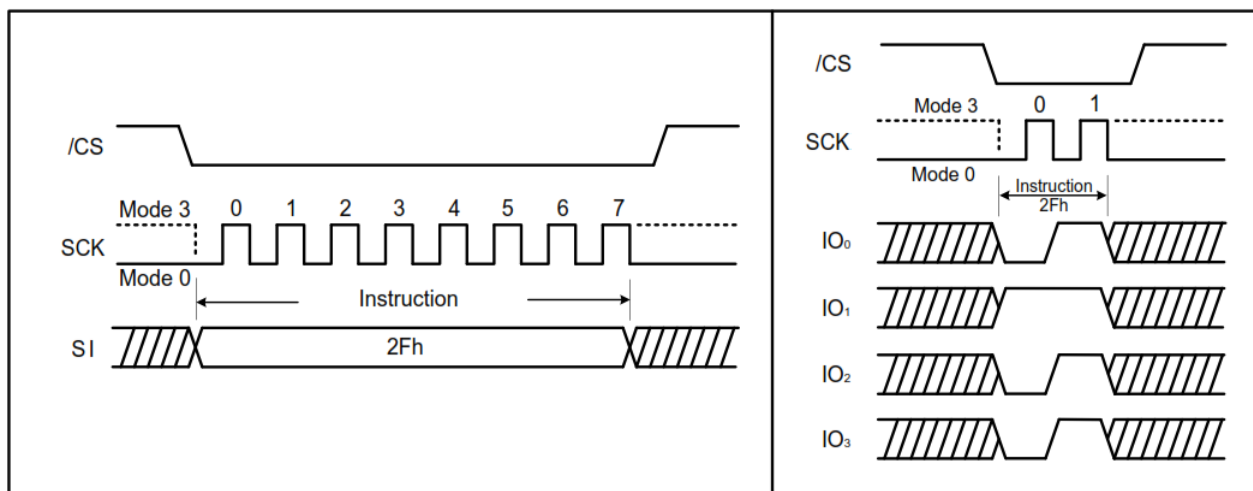 /CS
Mode 3 0 1 2 3 4 5 6 7
SCK
Mode 0
Instruction
SI 2Fh
/CS
Mode 3 0 1
SCK
Mode 0
Instruction
2Fh
IO₀
IO₁
IO₂
IO₃